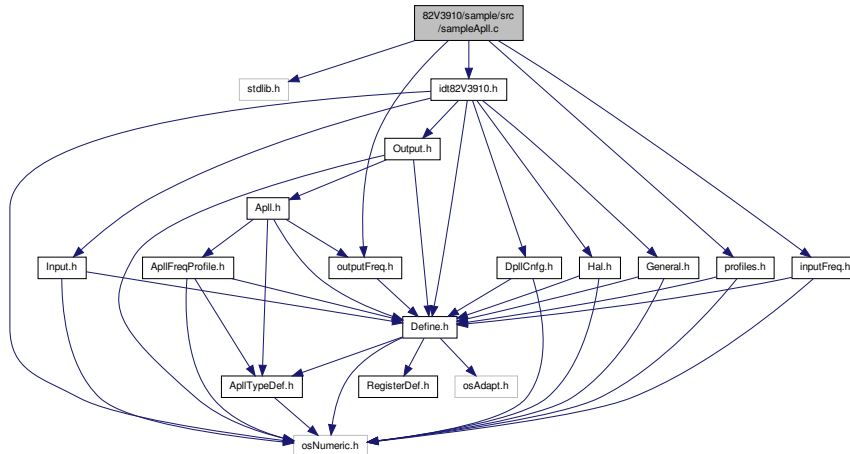 82V3910/sample/src
/sampleApll.c
stdlib.h
idt82V3910.h
Output.h
Apll.h
Input.h
ApllFreqProfile.h
outputFreq.h
DpllCnfg.h
Hal.h
General.h
profiles.h
inputFreq.h
Define.h
ApllTypeDef.h
RegisterDef.h
osAdapt.h
osNumeric.h